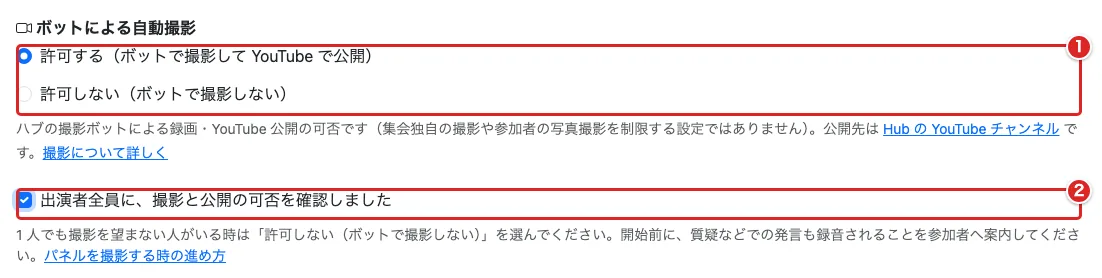 ボットによる自動撮影
1
許可する（ボットで撮影して YouTube で公開）
許可しない（ボットで撮影しない）
ハブの撮影ボットによる録画・YouTube 公開の可否です（集会独自の撮影や参加者の写真撮影を制限する設定ではありません）。公開先は Hub の YouTube チャンネル で
す。撮影について詳しく
2
出演者全員に、撮影と公開の可否を確認しました
1 人でも撮影を望まない人がいる時は「許可しない（ボットで撮影しない）」を選んでください。開始前に、質疑などでの発言も録音されることを参加者へ案内してくださ
い。パネルを撮影する時の進め方